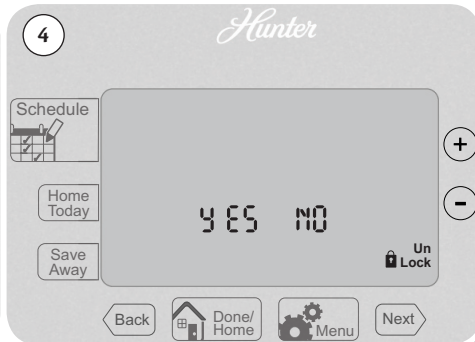 4
Hunter
Schedule
+
Home
Today
-
YES NO
Save
Away
Un
Lock
Back
Done/
Home
Menu
Next